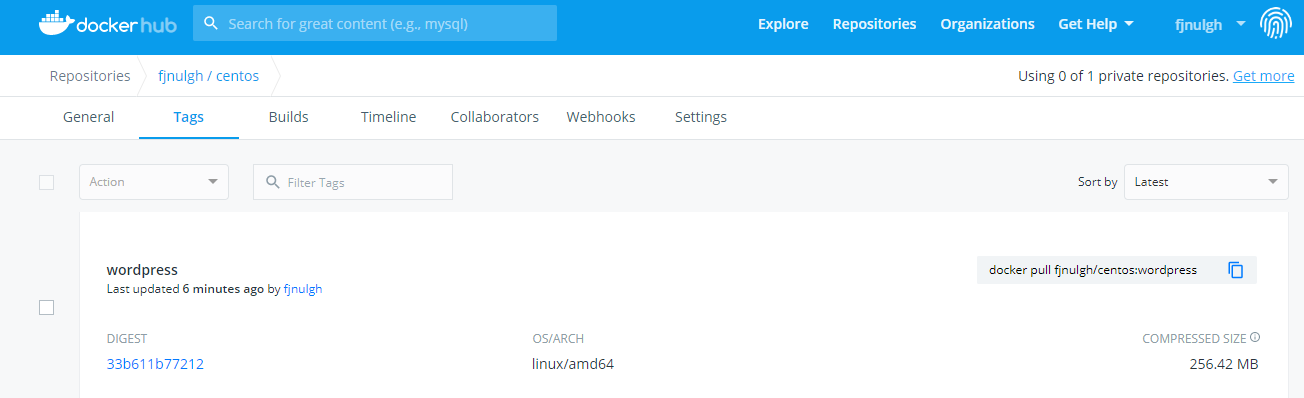 docker hub Search for great content (e.g., mysql) Explore Repositories Organizations Get Help fjnulgh
Repositories fjnulgh / centos Using 0 of 1 private repositories. Get more
General Tags Builds Timeline Collaborators Webhooks Settings
Action Filter Tags Sort by Latest
wordpress docker pull fjnulgh/centos:wordpress
Last updated 6 minutes ago by fjnulgh
DIGEST OS/ARCH COMPRESSED SIZE
33b611b77212 linux/amd64 256.42 MB